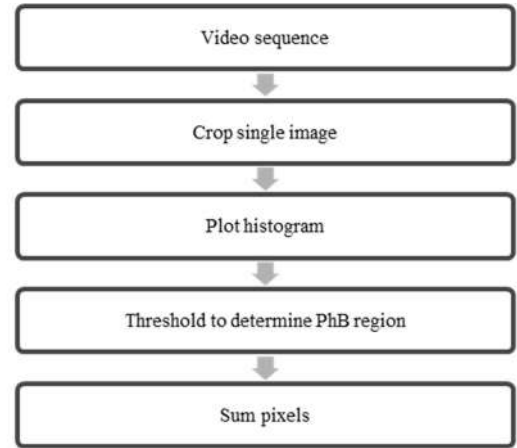 Video sequence
Crop single image
Plot histogram
Threshold to determine PhB region
Sum pixels